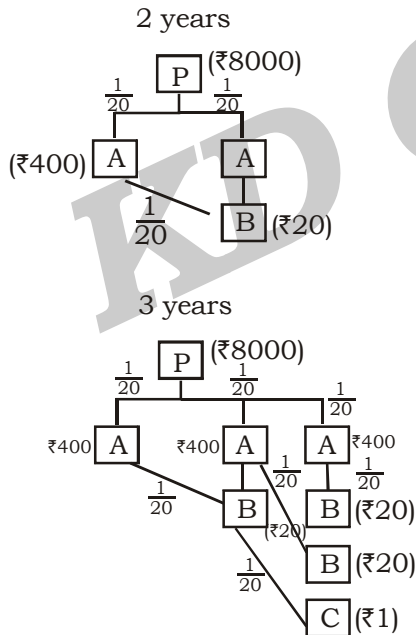 2 years
P (₹8000)
1/20 1/20
(₹400) A A
1/20 B (₹20)
3 years
P (₹8000)
1/20 1/20 1/20
₹400 A ₹400 A A ₹400
1/20 1/20 1/20
B (₹20) B (₹20)
B (₹20)
1/20
C (₹1)
KD